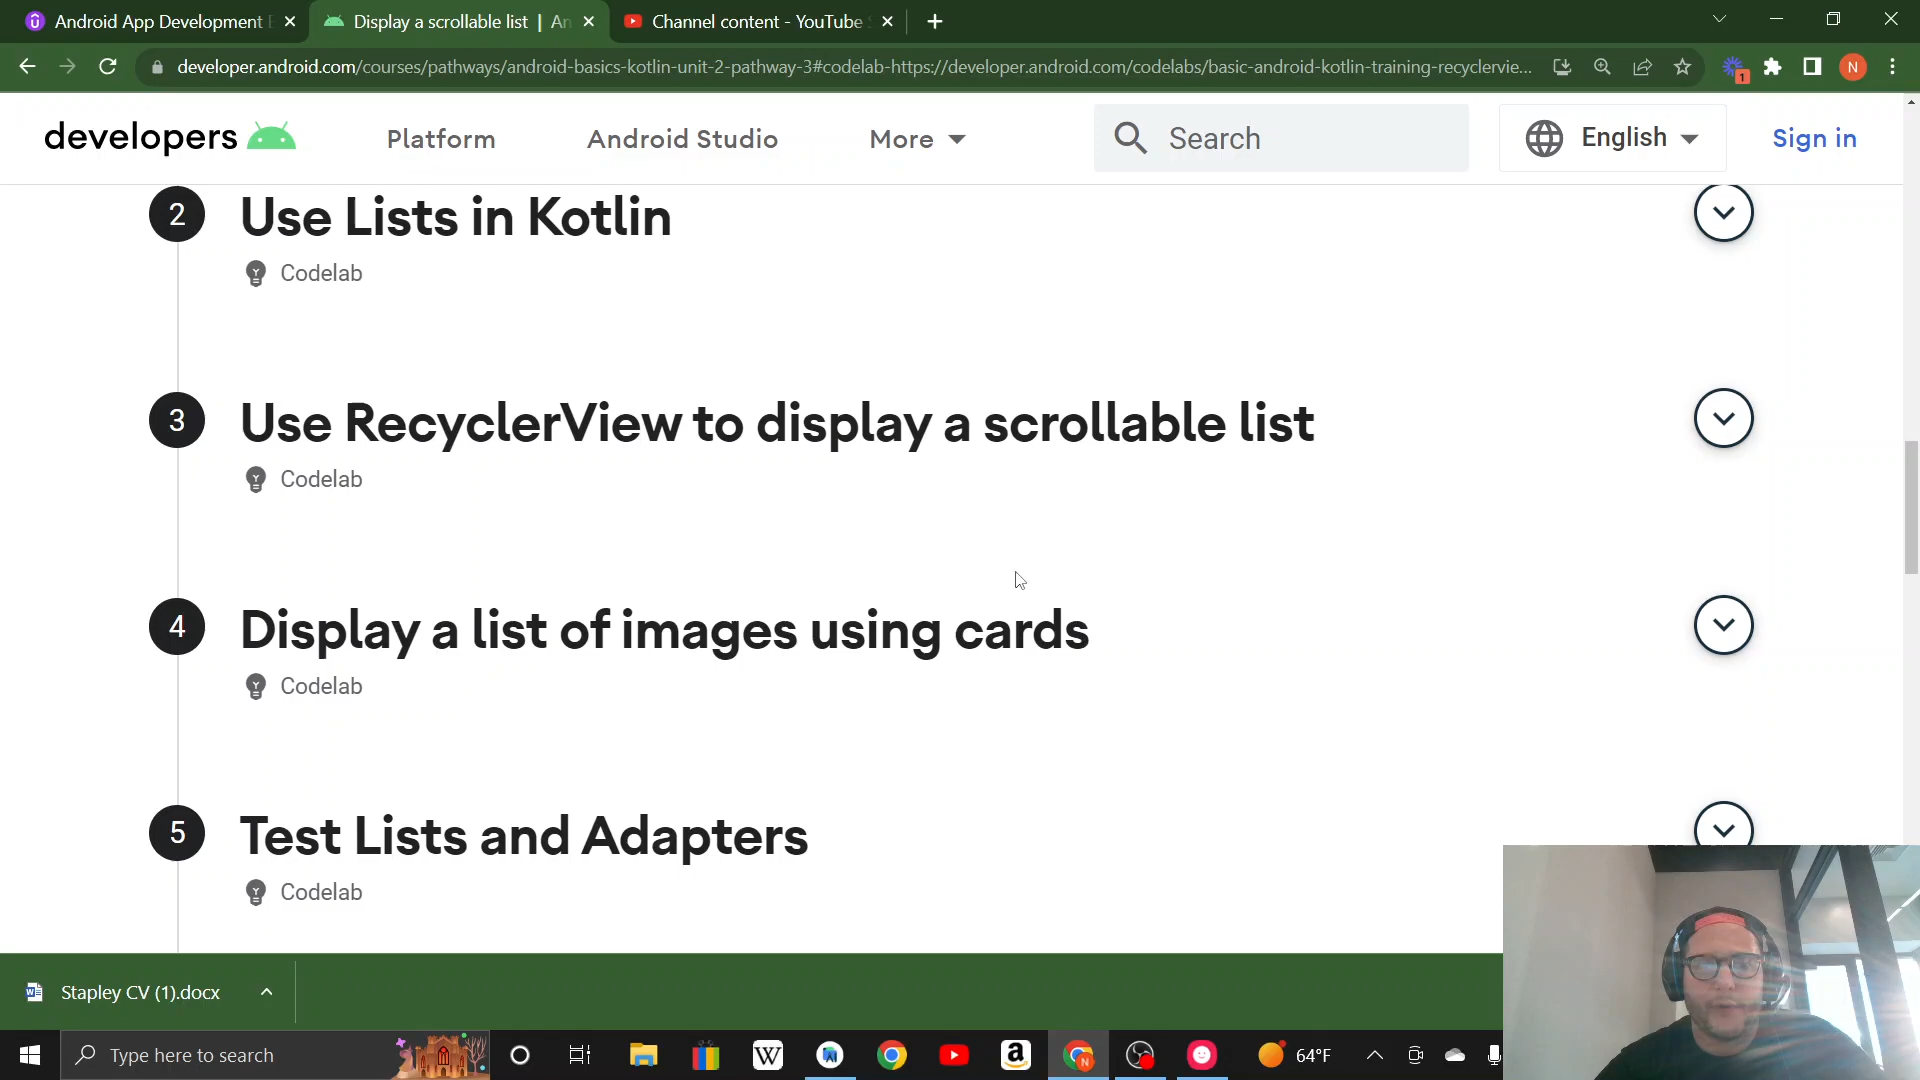 Android App Development
Display a scrollable list | An
Channel content - YouTube
developer.android.com/courses/pathways/android-basics-kotlin-unit-2-pathway-3#codelab-https://developer.android.com/codelabs/basic-android-kotlin-training-recyclervie...
1
N
developers
Platform
Android Studio
More
Search
English
Sign in
2 Use Lists in Kotlin
Codelab
3 Use RecyclerView to display a scrollable list
Codelab
4 Display a list of images using cards
Codelab
5 Test Lists and Adapters
Codelab
Stapley CV (1).docx
Type here to search
W
a
N
64°F